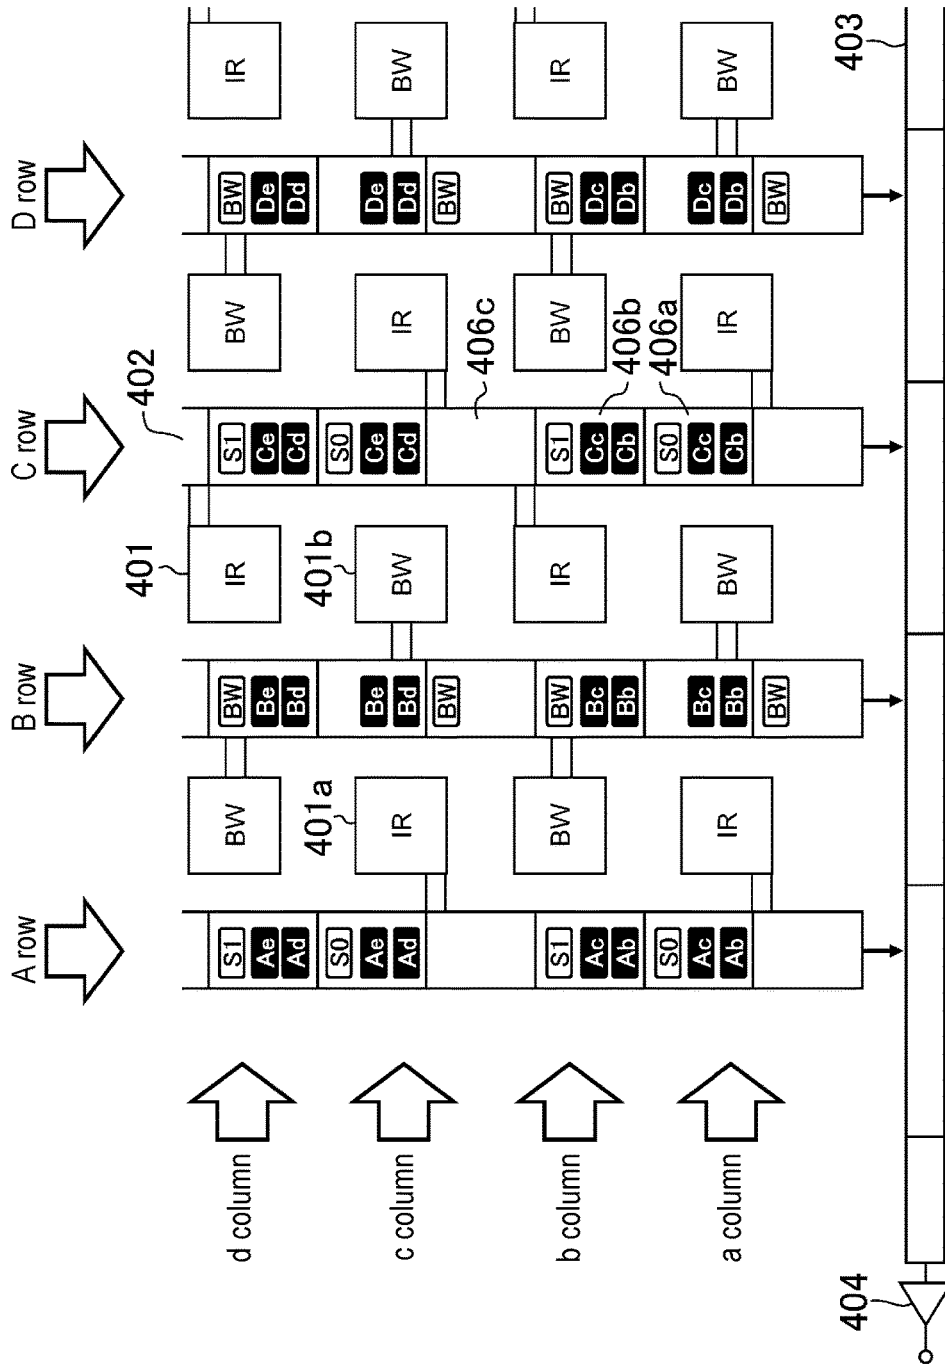 A row
B row
C row
D row
401
402
d column
S1
Ae
Ad
BW
BW
Be
Bd
IR
S1
Ce
Cd
BW
BW
De
Dd
IR
401a
401b
c column
S0
Ae
Ad
IR
Be
Bd
BW
BW
S0
Ce
Cd
IR
De
Dd
BW
BW
406c
b column
S1
Ac
Ab
BW
BW
Bc
Bb
IR
S1
Cc
Cb
BW
BW
Dc
Db
IR
406b
406a
a column
S0
Ac
Ab
IR
Bc
Bb
BW
BW
S0
Cc
Cb
IR
Dc
Db
BW
BW
404
403